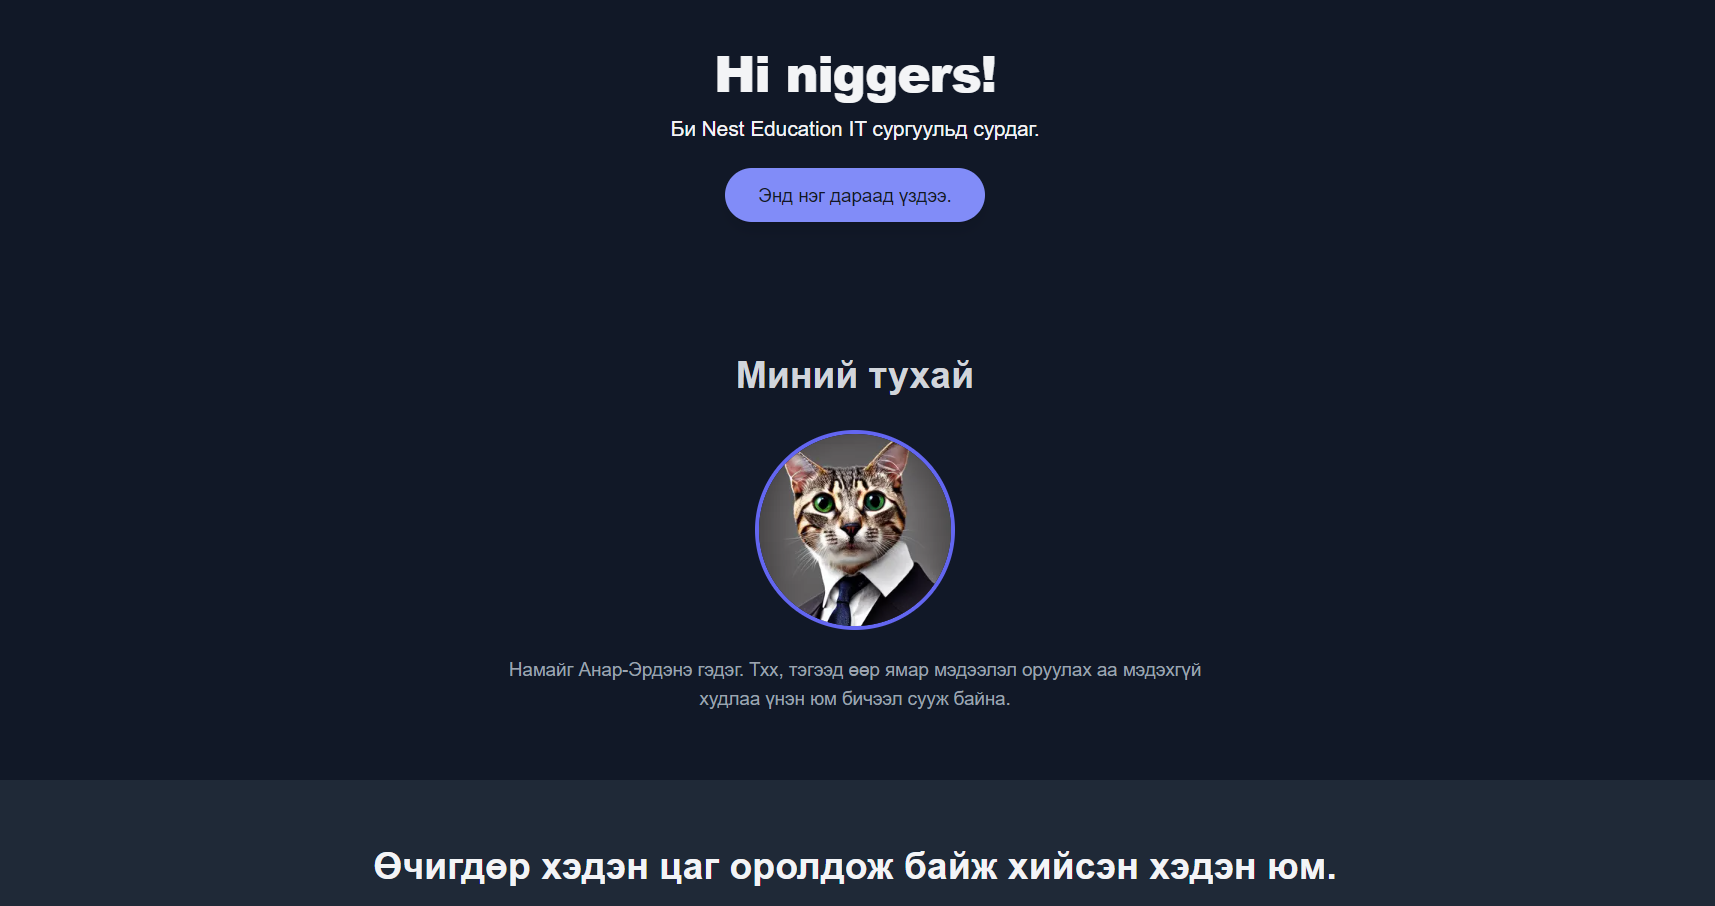 Hi niggers!
Би Nest Education IT сургуульд сурдаг.
Энд нэг дараад үздээ.
Миний тухай
Намайг Анар-Эрдэнэ гэдэг. Тхх, тэгээд өөр ямар мэдээлэл оруулах аа мэдэхгүй
худлаа үнэн юм бичээл сууж байна.
Өчигдөр хэдэн цаг оролдож байж хийсэн хэдэн юм.